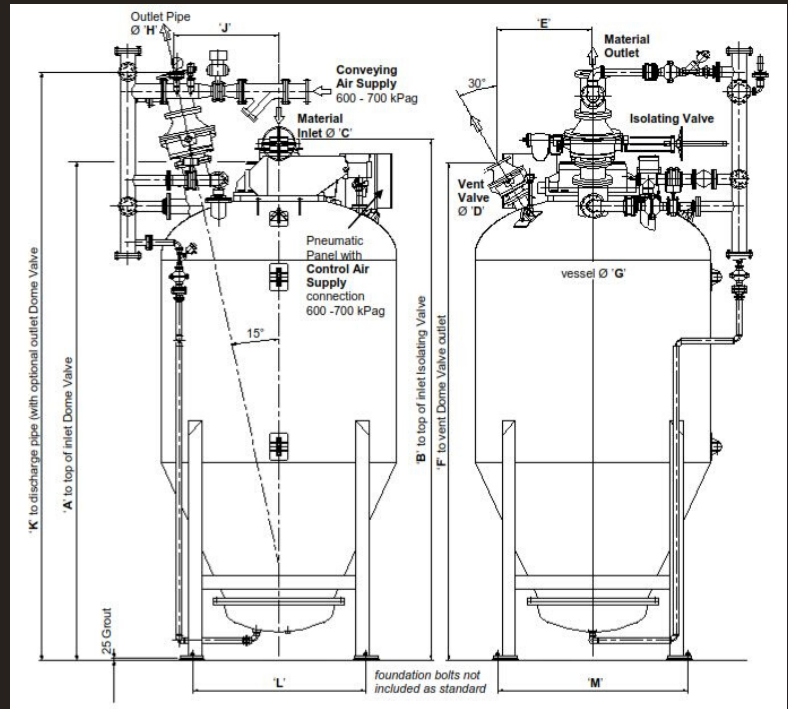 Outlet Pipe
Ø 'H'
'J'
Conveying
Air Supply
600 - 700 kPag
Material
Inlet Ø 'C'
Pneumatic
Panel with
Control Air
Supply
connection
600 -700 kPag
15°
'K' to discharge pipe (with optional outlet Dome Valve)
'A' to top of inlet Dome Valve
25 Grout
'L'
foundation bolts not
included as standard
'B' to top of inlet Isolating Valve
'F' to vent Dome Valve outlet
'E'
Material
Outlet
30°
Isolating Valve
Vent
Valve
Ø 'D'
vessel Ø 'G'
'M'